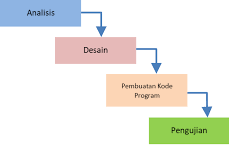 Analisis
Desain
Pembuatan Kode
Program
Pengujian